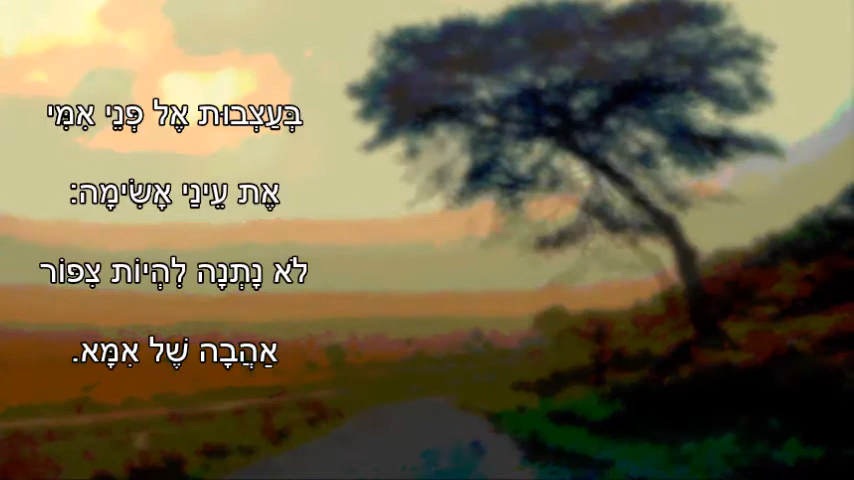 בְּעַצְבוּת אֶל פְּנֵי אִמִּי
אֶת עֵינַי אָשִׂימָה:
לֹא נָתְנָה לִהְיוֹת צִפּוֹר
אַהֲבָה שֶׁל אִמָּא.